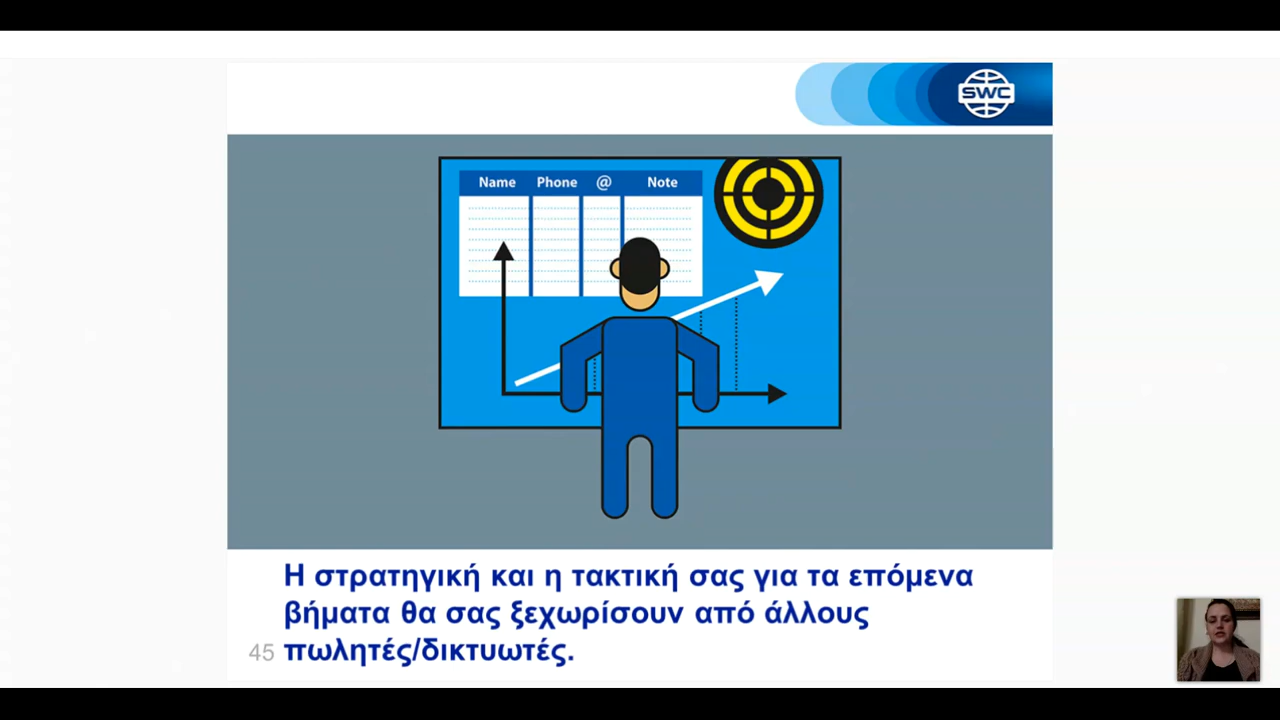 SWC
Name Phone @ Note
Η στρατηγική και η τακτική σας για τα επόμενα
βήματα θα σας ξεχωρίσουν από άλλους
45 πωλητές/δικτυωτές.